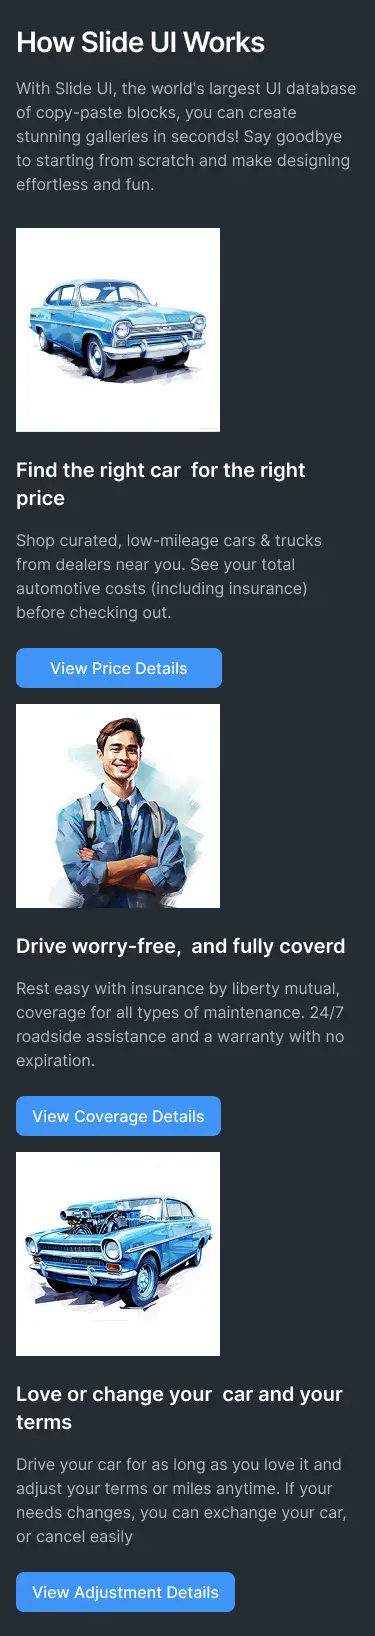 How Slide UI Works
With Slide UI, the world's largest UI database
of copy-paste blocks, you can create
stunning galleries in seconds! Say goodbye
to starting from scratch and make designing
effortless and fun.
Find the right car  for the right
price
Shop curated, low-mileage cars & trucks
from dealers near you. See your total
automotive costs (including insurance)
before checking out.
View Price Details
Drive worry-free,  and fully coverd
Rest easy with insurance by liberty mutual,
coverage for all types of maintenance. 24/7
roadside assistance and a warranty with no
expiration.
View Coverage Details
Love or change your  car and your
terms
Drive your car for as long as you love it and
adjust your terms or miles anytime. If your
needs changes, you can exchange your car,
or cancel easily
View Adjustment Details